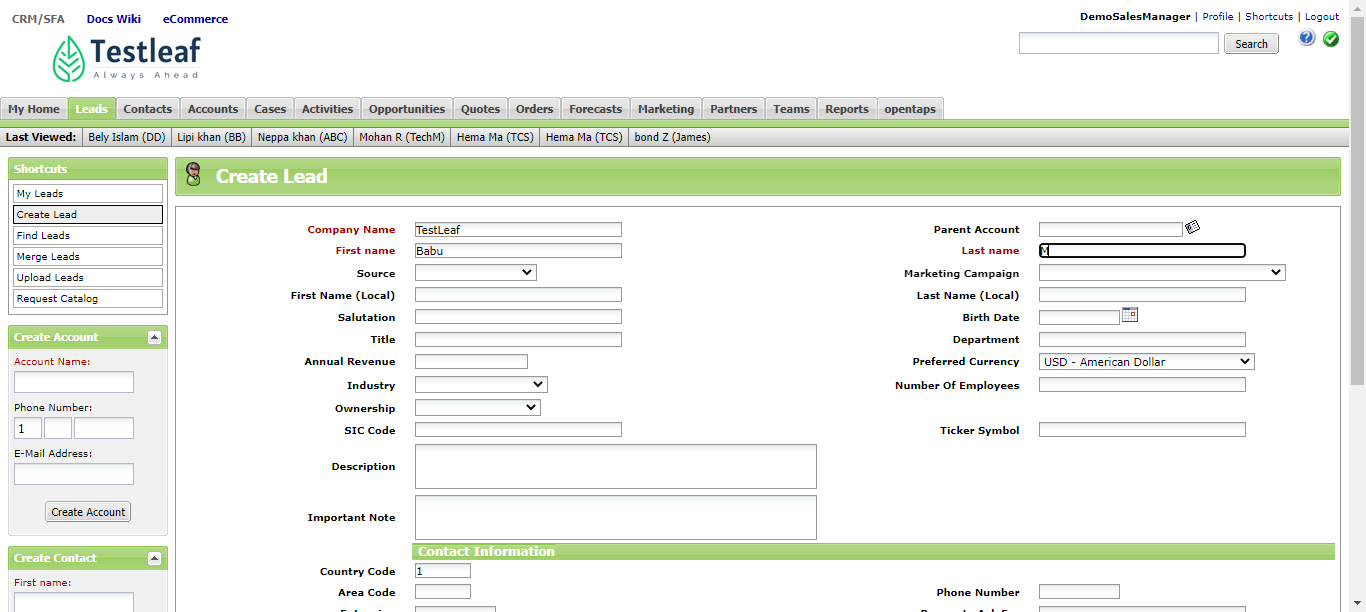 CRM/SFA Docs Wiki eCommerce
DemoSalesManager | Profile | Shortcuts | Logout
Testleaf
Always Ahead
Search
My Home Leads Contacts Accounts Cases Activities Opportunities Quotes Orders Forecasts Marketing Partners Teams Reports opentaps
Last Viewed: Bely Islam (DD) Lipi khan (BB) Neppa khan (ABC) Mohan R (TechM) Hema Ma (TCS) Hema Ma (TCS) bond Z (James)
Shortcuts
My Leads
Create Lead
Find Leads
Merge Leads
Upload Leads
Request Catalog
Create Account
Account Name:
Phone Number:
1
E-Mail Address:
Create Account
Create Contact
First name:
Create Lead
Company Name TestLeaf Parent Account
First name Babu Last name M
Source Marketing Campaign
First Name (Local) Last Name (Local)
Salutation Birth Date
Title Department
Annual Revenue Preferred Currency USD - American Dollar
Industry Number Of Employees
Ownership
SIC Code Ticker Symbol
Description
Important Note
Contact Information
Country Code 1
Area Code Phone Number